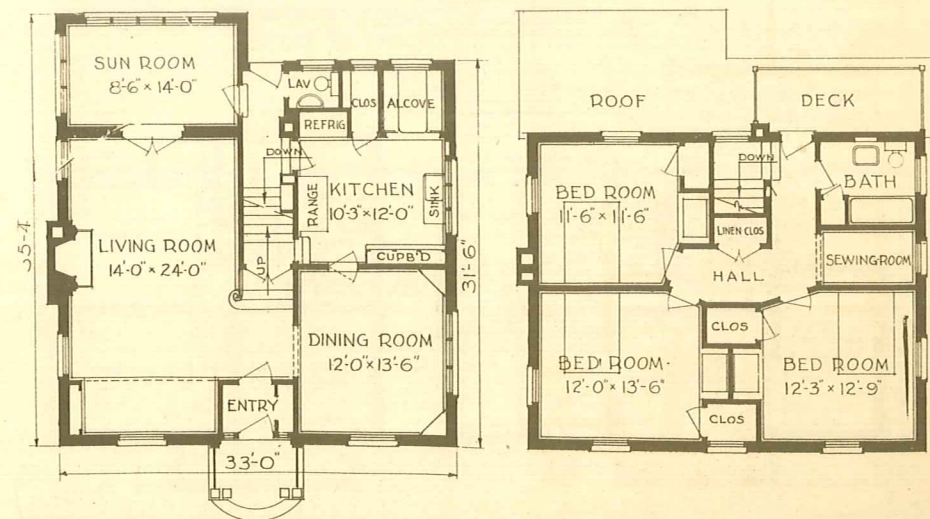 SUN ROOM
8'-6" × 14'-0"
LAV
CLOS
ALCOVE
REFRIG
DOWN
RANGE
KITCHEN
10'-3" × 12'-0"
SINK
CUPB'D
LIVING ROOM
14'-0" × 24'-0"
UP
DINING ROOM
12'-0" × 13'-6"
ENTRY
35-4
31'-6"
33'-0"
ROOF
DECK
BED ROOM
11'-6" × 11'-6"
DOWN
BATH
LINEN CLOS
HALL
SEWING-ROOM
CLOS
BED ROOM
12'-0" × 13'-6"
BED ROOM
12'-3" × 12'-9"
CLOS